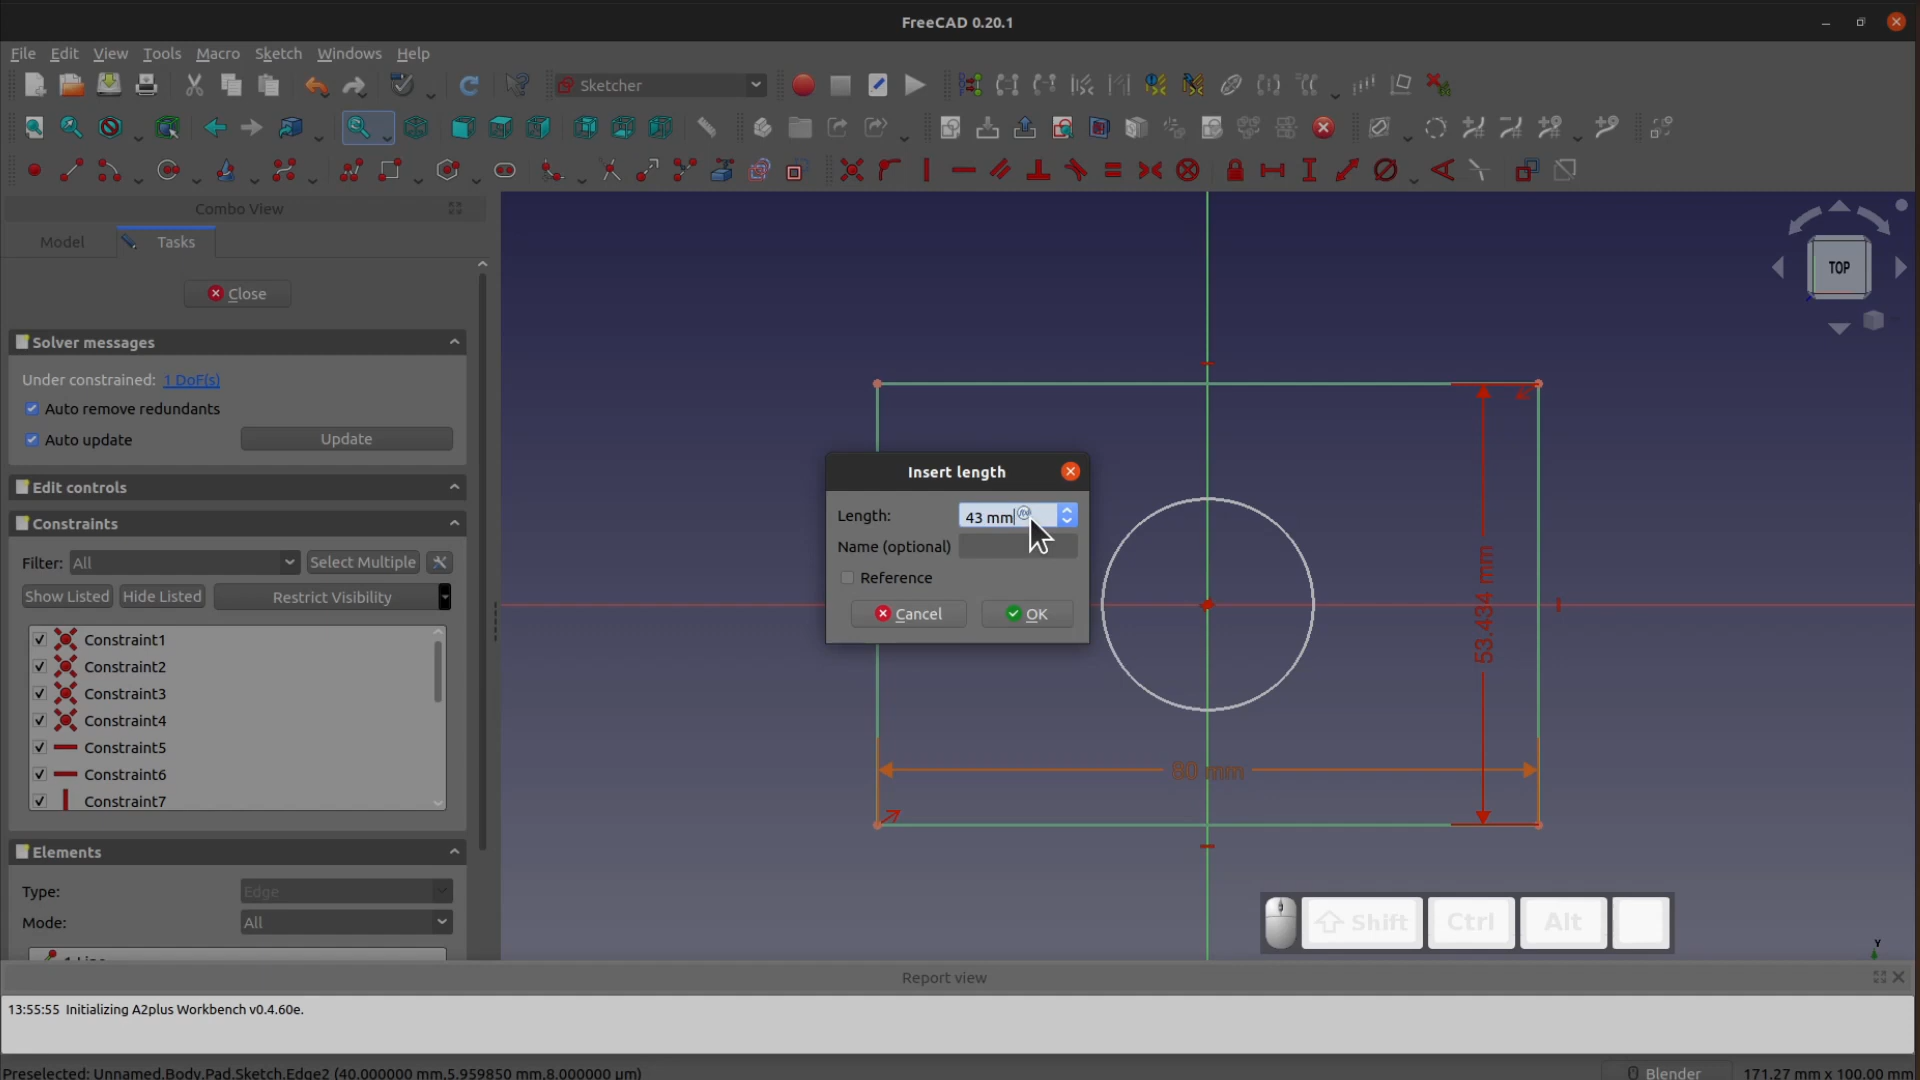 FreeCAD 0.20.1
File Edit View Tools Macro Sketch Windows Help
Sketcher
Combo View
Model Tasks
TOP
Close
Solver messages
Under constrained: 1 DoF(s)
Auto remove redundants
Auto update Update
Edit controls
Constraints
Filter: All Select Multiple
Show Listed Hide Listed Restrict Visibility
Constraint1
Constraint2
Constraint3
Constraint4
Constraint5
Constraint6
Constraint7
Elements
Type: Edge
Mode: All
Insert length
Length: 43 mm
Name (optional)
Reference
Cancel OK
53.434 mm
80 mm
Shift Ctrl Alt
Y
Report view
13:55:55 Initializing A2plus Workbench v0.4.60e.
Preselected: Unnamed.Body.Pad.Sketch.Edge2 (40.000000 mm,5.959850 mm,8.000000 µm)
Blender 171.27 mm x 100.00 mm